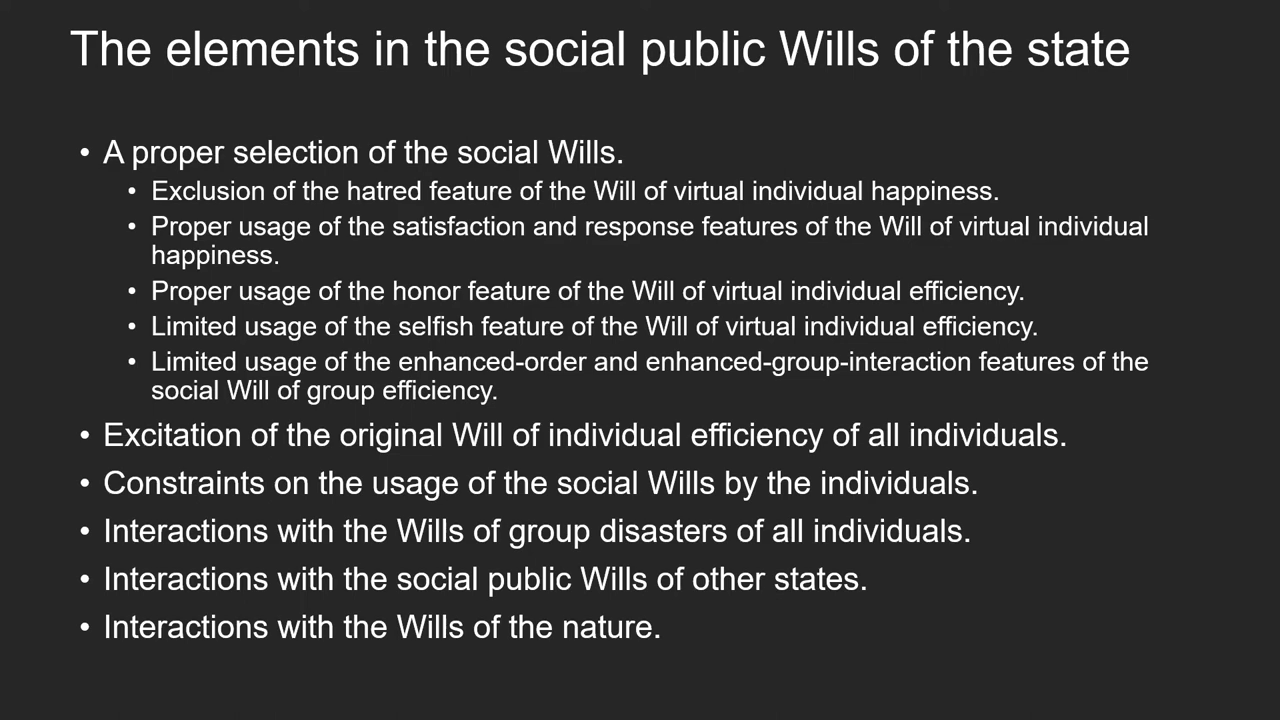 The elements in the social public Wills of the state
• A proper selection of the social Wills.
• Exclusion of the hatred feature of the Will of virtual individual happiness.
• Proper usage of the satisfaction and response features of the Will of virtual individual
happiness.
• Proper usage of the honor feature of the Will of virtual individual efficiency.
• Limited usage of the selfish feature of the Will of virtual individual efficiency.
• Limited usage of the enhanced-order and enhanced-group-interaction features of the
social Will of group efficiency.
• Excitation of the original Will of individual efficiency of all individuals.
• Constraints on the usage of the social Wills by the individuals.
• Interactions with the Wills of group disasters of all individuals.
• Interactions with the social public Wills of other states.
• Interactions with the Wills of the nature.